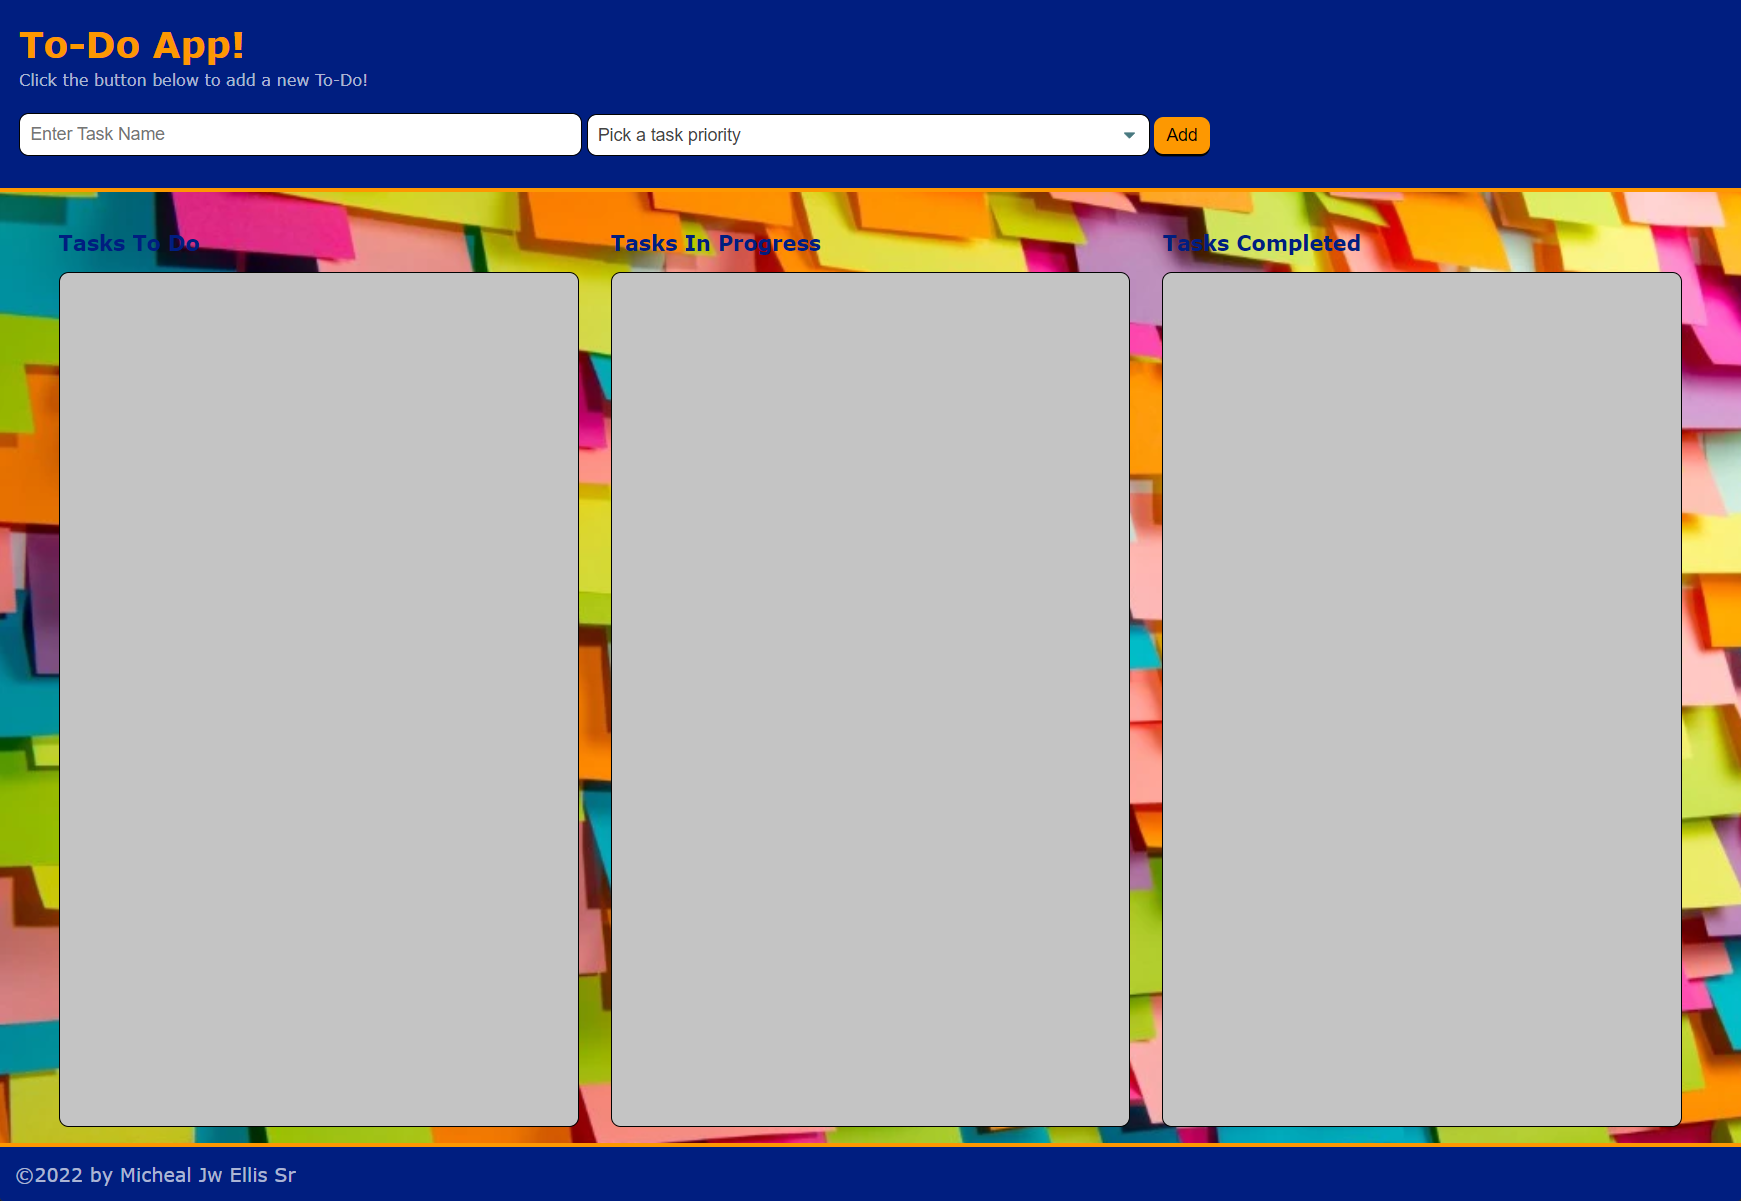 To-Do App!
Click the button below to add a new To-Do!
Enter Task Name
Pick a task priority
Add
Tasks To Do
Tasks In Progress
Tasks Completed
©2022 by Micheal Jw Ellis Sr